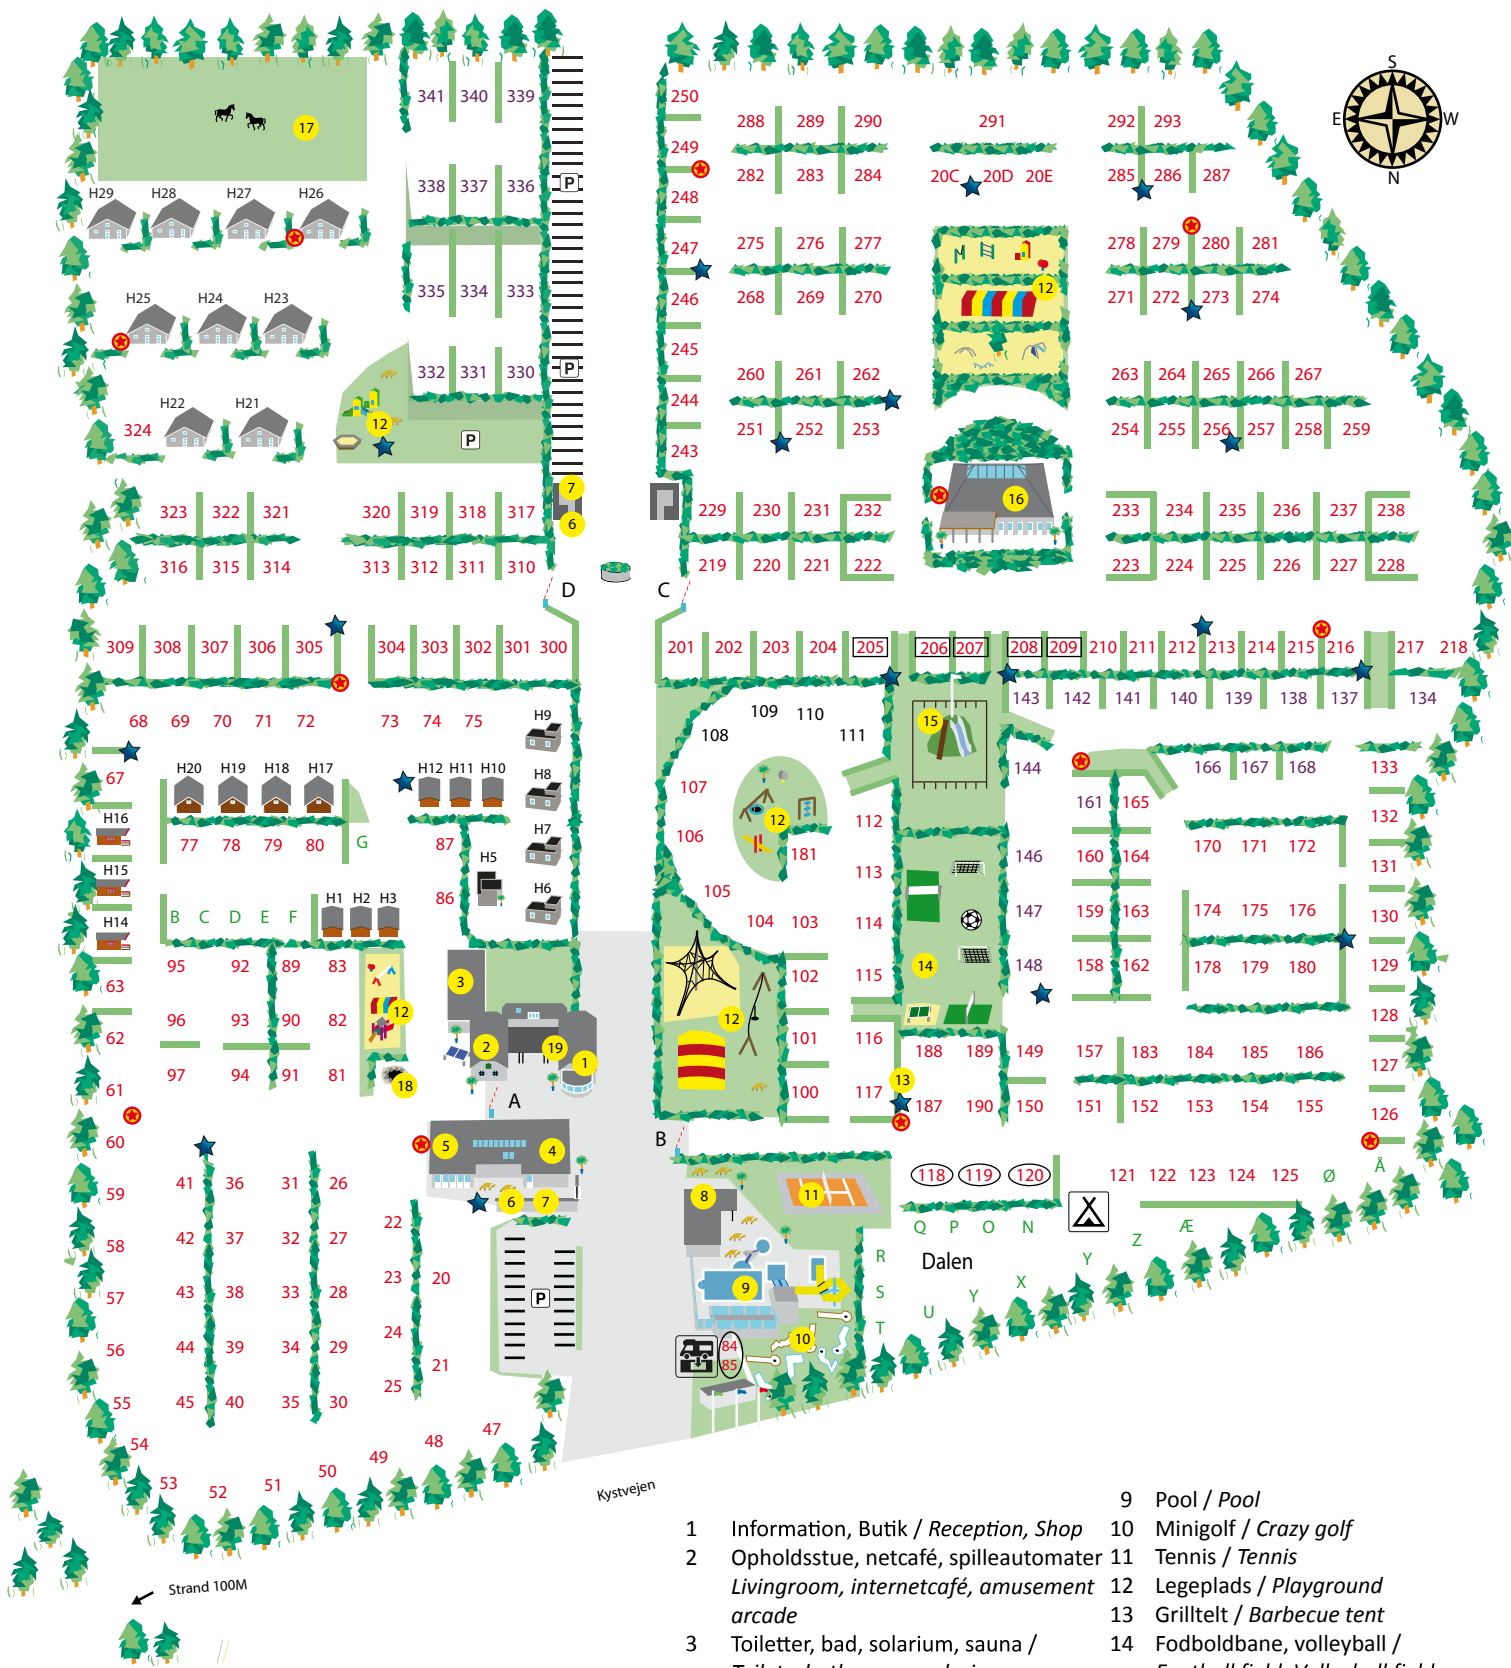 S
E W
N
341 340 339
250
288 289 290
291
292 293
17
249
338 337 336
P
282 283 284
20C 20D 20E
285 286 287
H29 H28 H27 H26
248
247
275 276 277
278 279 280 281
335 334 333
246
268 269 270
12
271 272 273 274
H25 H24 H23
245
332 331 330
P
260 261 262
263 264 265 266 267
244
H22 H21
324
12
P
251 252 253
254 255 256 257 258 259
243
7
16
323 322 321
320 319 318 317
6
229 230 231 232
233 234 235 236 237 238
316 315 314
313 312 311 310
219 220 221 222
223 224 225 226 227 228
D C
309 308 307 306 305
304 303 302 301 300
201 202 203 204 205 206 207 208 209 210 211 212 213 214 215 216 217 218
143 142 141 140 139 138 137 134
68 69 70 71 72
73 74 75
H9
109 110
108 111
15
67
H20 H19 H18 H17
H12 H11 H10
H8
107
144
166 167 168
133
161 165
H16
77 78 79 80
G
87
H7
106
12
112
132
181
146
160 164
170 171 172
H15
H5
113
131
86
H6
105
B C D E F
H1 H2 H3
104 103
114
147
159 163
174 175 176
130
H14
95 92 89 83
3
102
115
14
148
158 162
178 179 180
129
63
96 93 90 82
12
12
128
62
2 19 1
101
116
188 189 149
157 183 184 185 186
127
97 94 91 81
18
61
100
117
13
187 190 150
151 152 153 154 155
126
A
60
5 4
B
41 36 31 26
59
6 7
8
11
118 119 120
121 122 123 124 125
Ø Å
22
Q P O N
Æ
58
42 37 32 27
Z
R
Dalen
Y
23 20
57
43 38 33 28
P
9
S
X
Y
U
T
24
56
44 39 34 29
21
84
85
10
25
55
45 40 35 30
54
47
48
49
50
53 52 51
Kystvejen
Strand 100M
1 Information, Butik / Reception, Shop
2 Opholdsstue, netcafé, spilleautomater
Livingroom, internetcafé, amusement
arcade
3 Toiletter, bad, solarium, sauna /
9 Pool / Pool
10 Minigolf / Crazy golf
11 Tennis / Tennis
12 Legeplads / Playground
13 Grilltelt / Barbecue tent
14 Fodboldbane, volleyball /